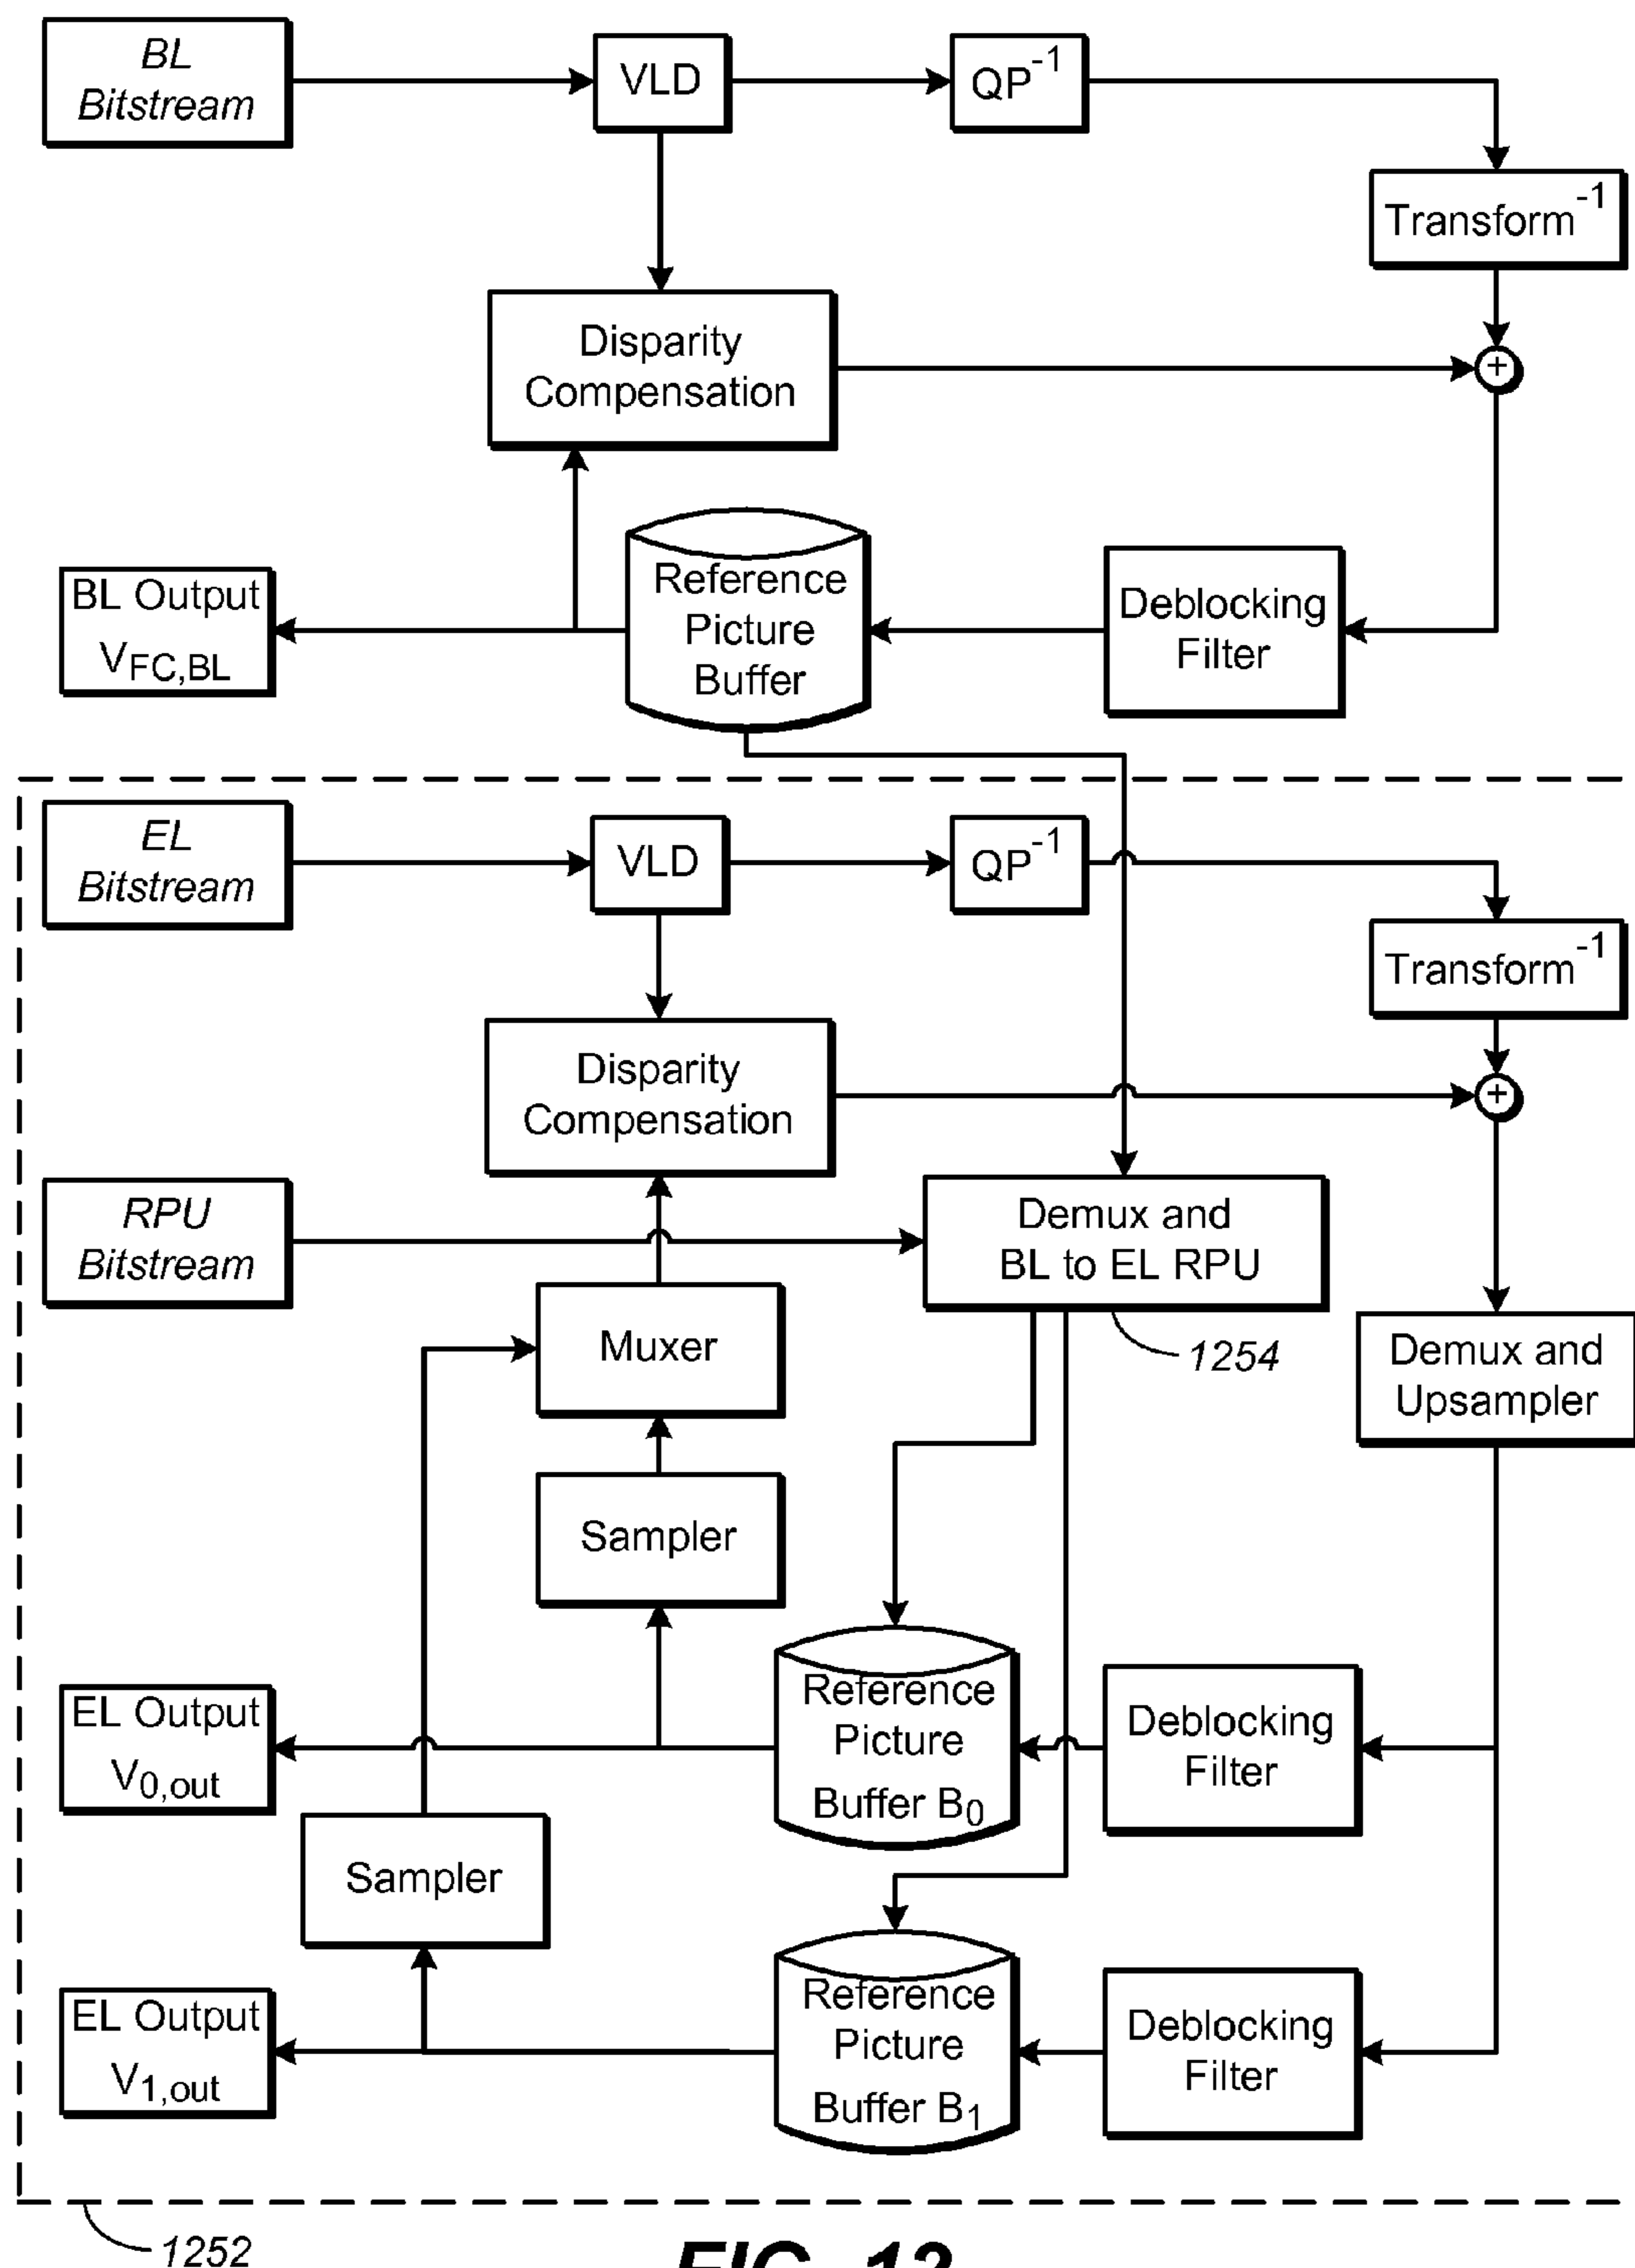 BL
Bitstream
VLD
QP-1
Transform-1
Disparity
Compensation
+
BL Output
VFC,BL
Reference
Picture
Buffer
Deblocking
Filter
EL
Bitstream
VLD
QP-1
Transform-1
Disparity
Compensation
+
RPU
Bitstream
Demux and
BL to EL RPU
1254
Muxer
Demux and
Upsampler
Sampler
EL Output
V0,out
Reference
Picture
Buffer B0
Deblocking
Filter
Sampler
EL Output
V1,out
Reference
Picture
Buffer B1
Deblocking
Filter
1252